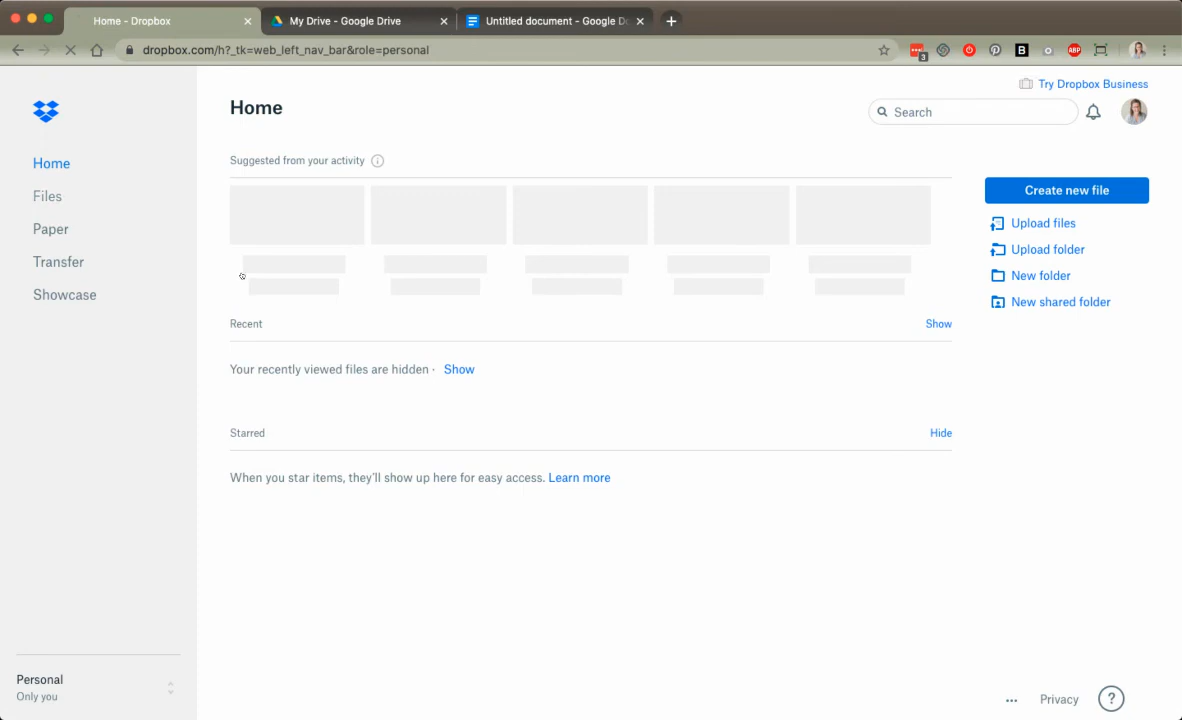 Home - Dropbox
My Drive - Google Drive
Untitled document - Google Do
dropbox.com/h?_tk=web_left_nav_bar&role=personal
3
B
ABP
Try Dropbox Business
Home
Search
Home
Files
Paper
Transfer
Showcase
Suggested from your activity
Create new file
Upload files
Upload folder
New folder
New shared folder
Recent
Show
Your recently viewed files are hidden · Show
Starred
Hide
When you star items, they'll show up here for easy access. Learn more
Personal
Only you
... Privacy ?